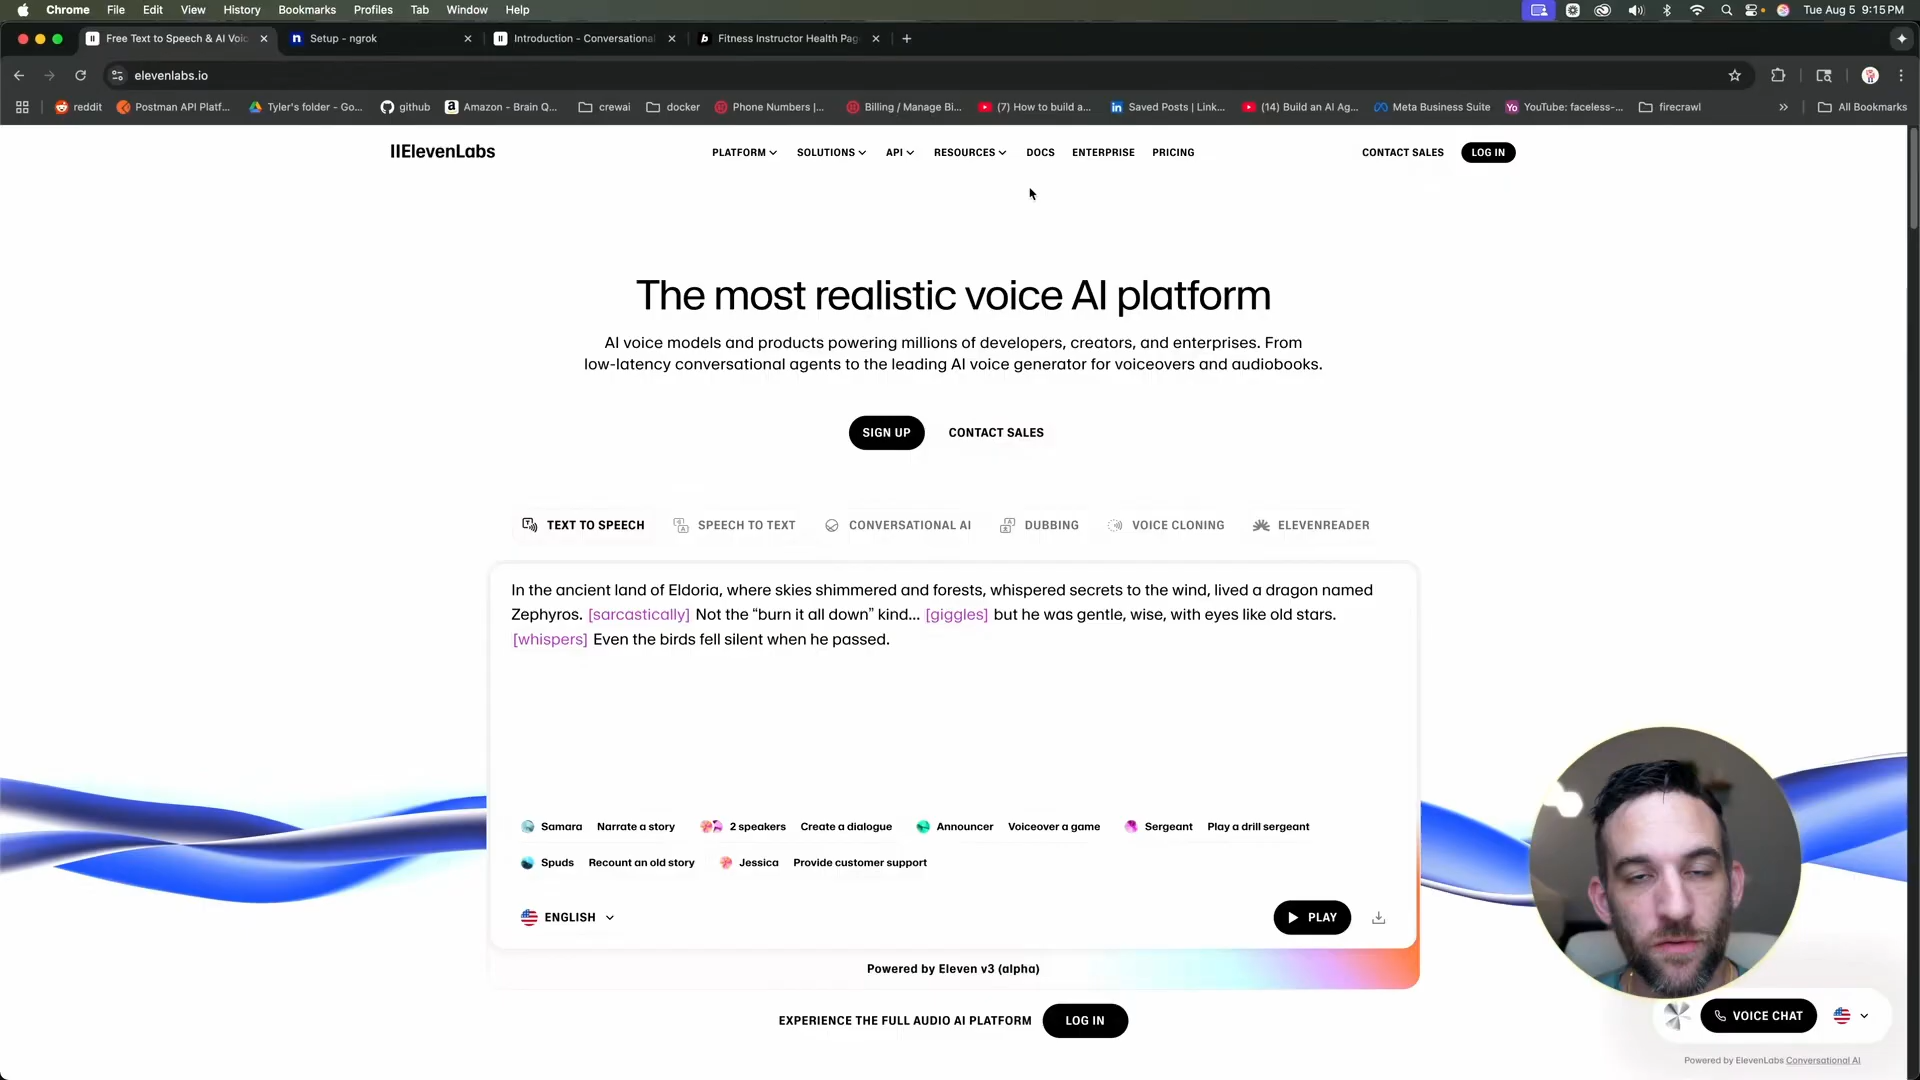 Chrome File Edit View History Bookmarks Profiles Tab Window Help Tue Aug 5 9:15 PM
Free Text to Speech & AI Voic Setup - ngrok Introduction - Conversational Fitness Instructor Health Pag
elevenlabs.io
reddit Postman API Platf... Tyler's folder - Go... github Amazon - Brain Q... crewai docker Phone Numbers |... Billing / Manage Bi... (7) How to build a... Saved Posts | Link... (14) Build an AI Ag... Meta Business Suite YouTube: faceless-... firecrawl All Bookmarks
IIElevenLabs PLATFORM SOLUTIONS API RESOURCES DOCS ENTERPRISE PRICING CONTACT SALES LOG IN
The most realistic voice AI platform
AI voice models and products powering millions of developers, creators, and enterprises. From
low-latency conversational agents to the leading AI voice generator for voiceovers and audiobooks.
SIGN UP CONTACT SALES
TEXT TO SPEECH SPEECH TO TEXT CONVERSATIONAL AI DUBBING VOICE CLONING ELEVENREADER
In the ancient land of Eldoria, where skies shimmered and forests, whispered secrets to the wind, lived a dragon named
Zephyros. [sarcastically] Not the “burn it all down” kind... [giggles] but he was gentle, wise, with eyes like old stars.
[whispers] Even the birds fell silent when he passed.
Samara Narrate a story 2 speakers Create a dialogue Announcer Voiceover a game Sergeant Play a drill sergeant
Spuds Recount an old story Jessica Provide customer support
ENGLISH PLAY
Powered by Eleven v3 (alpha)
EXPERIENCE THE FULL AUDIO AI PLATFORM LOG IN
VOICE CHAT
Powered by ElevenLabs Conversational AI